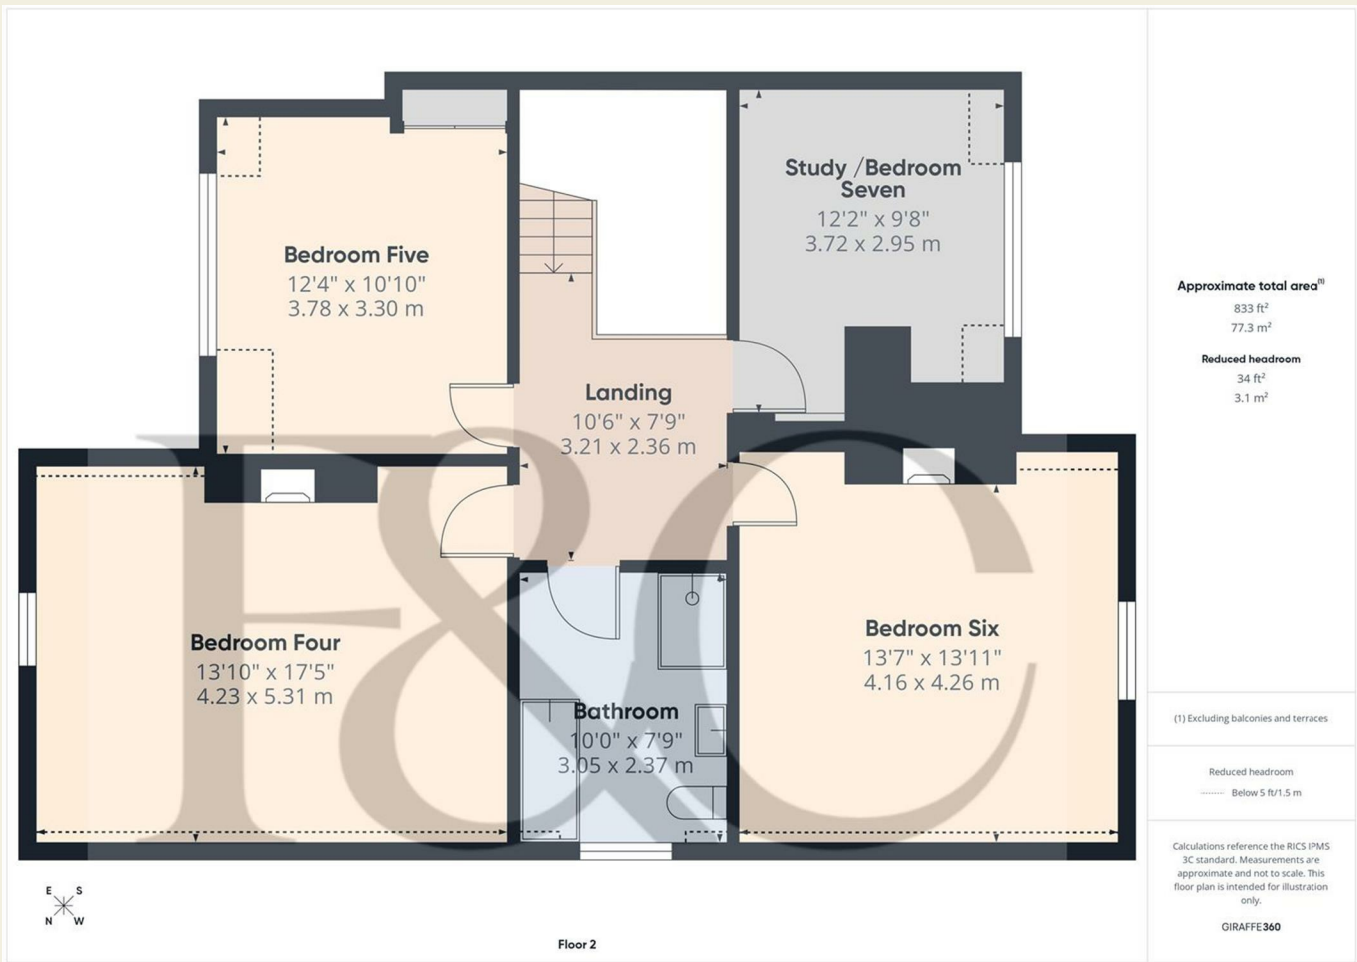 Bedroom Five
12'4" x 10'10"
3.78 x 3.30 m
Study /Bedroom
Seven
12'2" x 9'8"
3.72 x 2.95 m
Landing
10'6" x 7'9"
3.21 x 2.36 m
Bedroom Four
13'10" x 17'5"
4.23 x 5.31 m
Bathroom
10'0" x 7'9"
3.05 x 2.37 m
Bedroom Six
13'7" x 13'11"
4.16 x 4.26 m
F&C
E S
N W
Floor 2
Approximate total area(1)
833 ft²
77.3 m²
Reduced headroom
34 ft²
3.1 m²
(1) Excluding balconies and terraces
Reduced headroom
Below 5 ft/1.5 m
Calculations reference the RICS IPMS
3C standard. Measurements are
approximate and not to scale. This
floor plan is intended for illustration
only.
GIRAFFE360